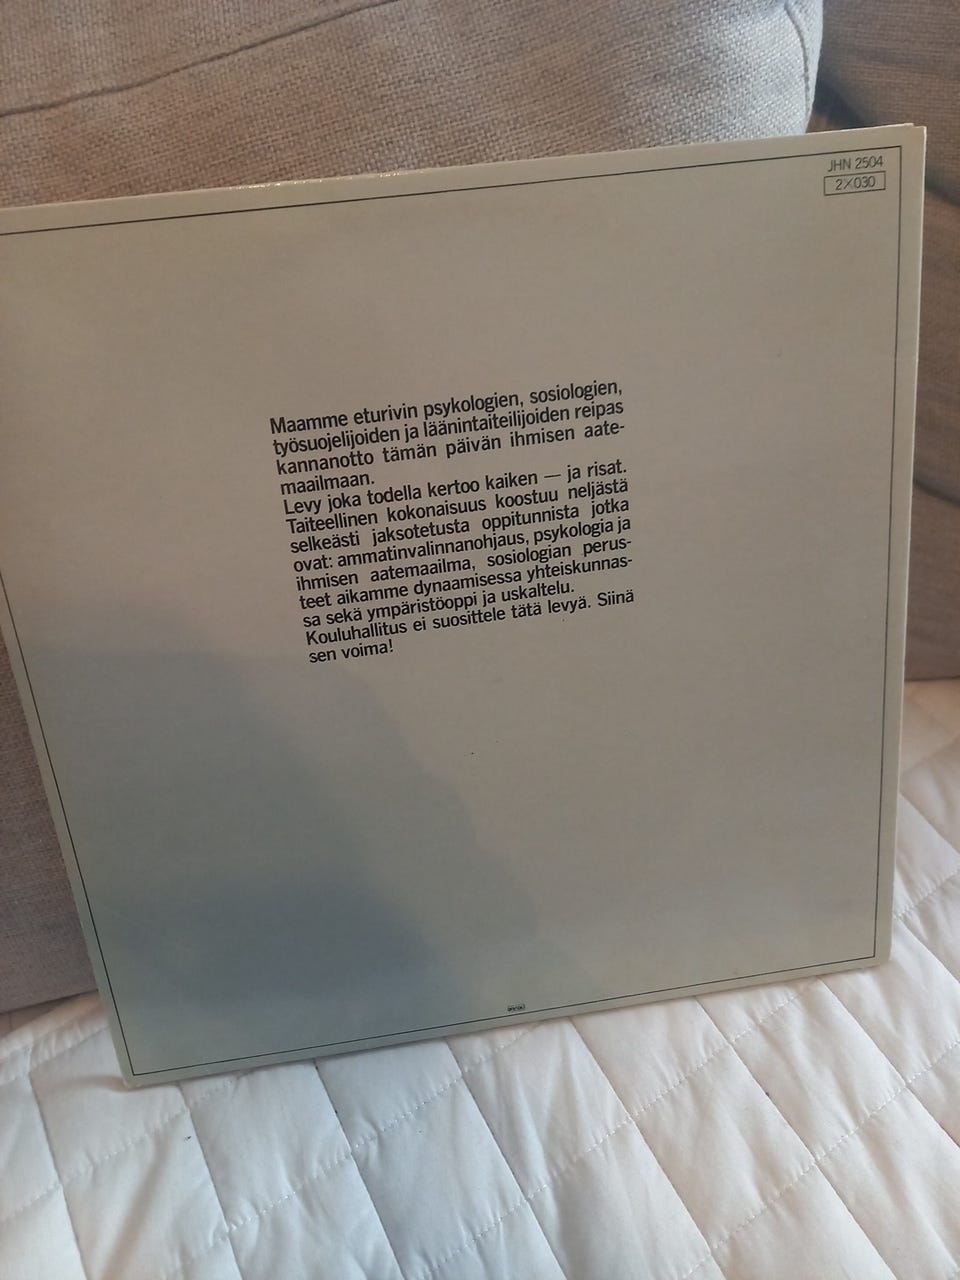 JHN 2504
2X030
Maamme eturivin psykologien, sosiologien,
työsuojelijoiden ja läänintaiteilijoiden reipas
kannanotto tämän päivän ihmisen aate-
maailmaan.
Levy joka todella kertoo kaiken — ja risat.
Taiteellinen kokonaisuus koostuu neljästä
selkeästi jaksotetusta oppitunnista jotka
ovat: ammatinvalinnanohjaus, psykologia ja
ihmisen aatemaailma, sosiologian perus-
teet aikamme dynaamisessa yhteiskunnas-
sa sekä ympäristöoppi ja uskaltelu.
Kouluhallitus ei suosittele tätä levyä. Siinä
sen voima!